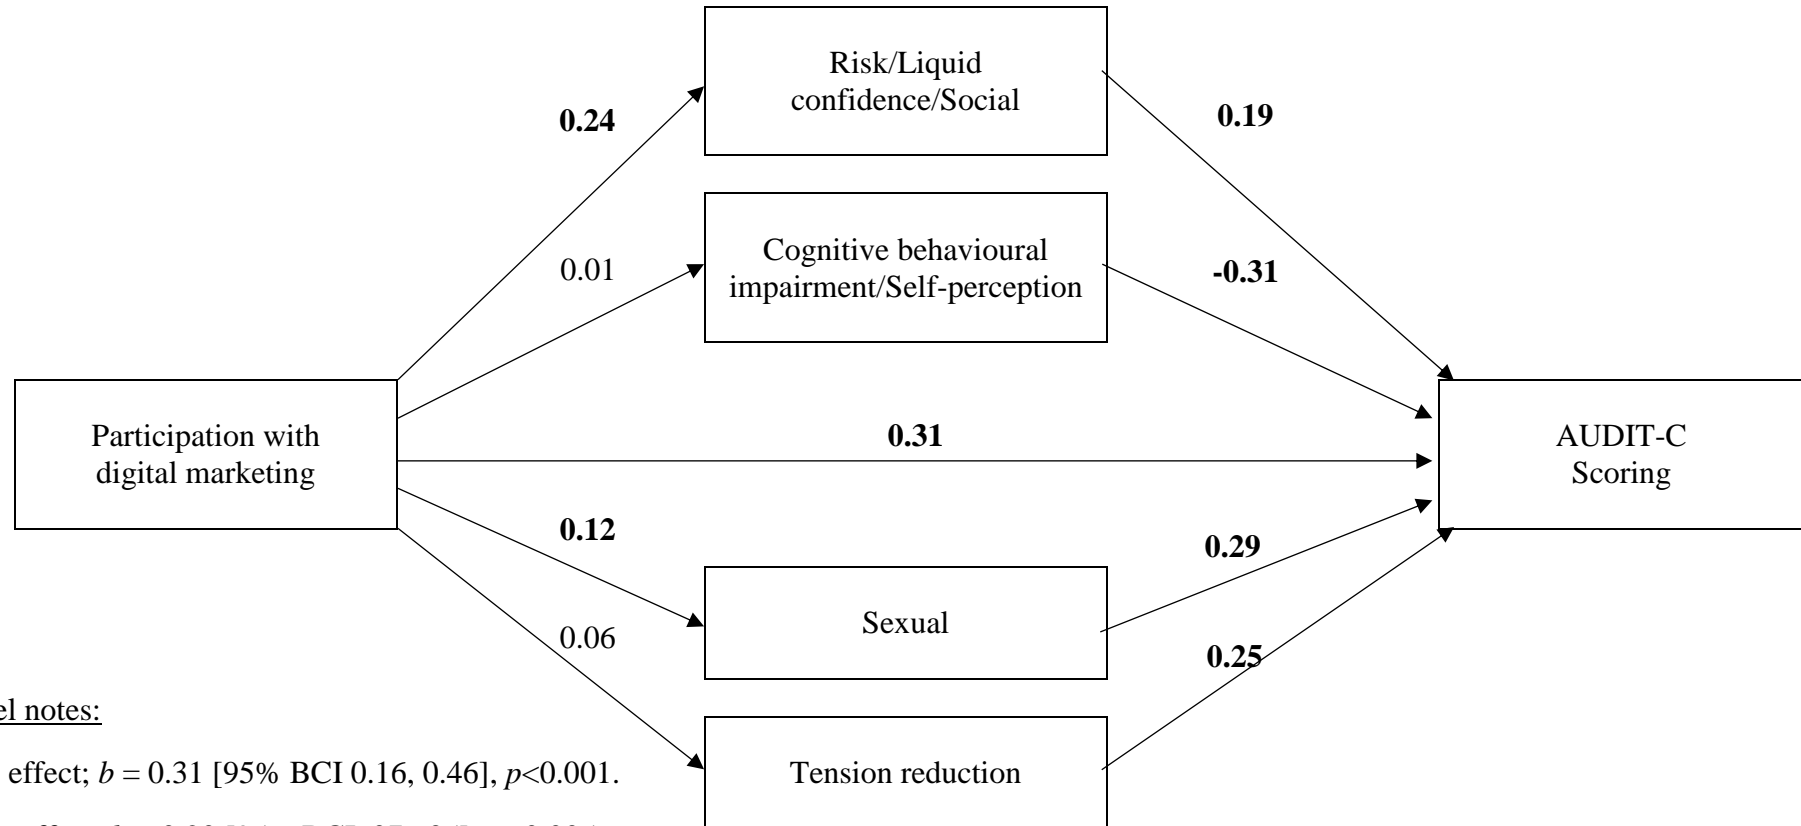 Risk/Liquid
confidence/Social
0.24
0.19
Cognitive behavioural
impairment/Self-perception
0.01
-0.31
Participation with
digital marketing
0.31
AUDIT-C
Scoring
0.12
0.29
Sexual
0.06
0.25
notes:
effect; b = 0.31 [95% BCI 0.16, 0.46], p<0.001.
Tension reduction